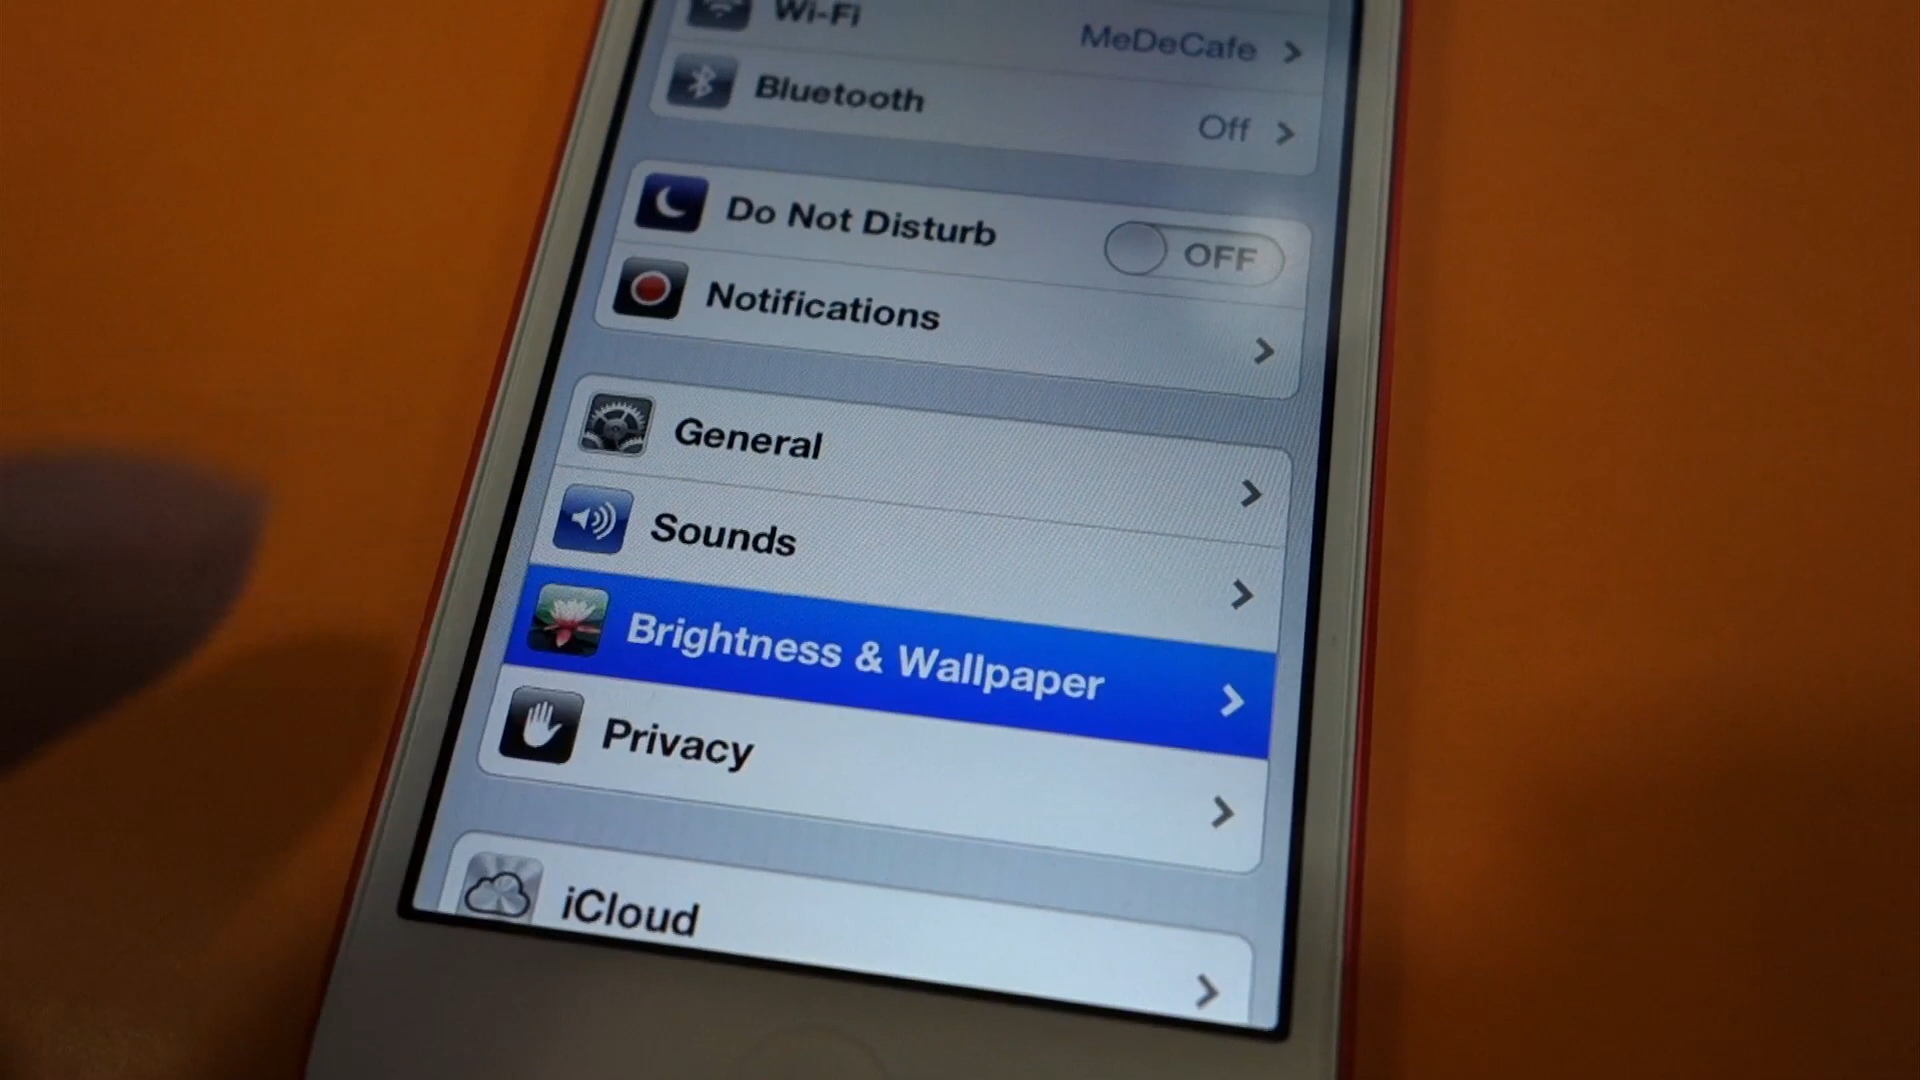 Wi-Fi MeDeCafe
Bluetooth Off
Do Not Disturb OFF
Notifications
General
Sounds
Brightness & Wallpaper
Privacy
iCloud